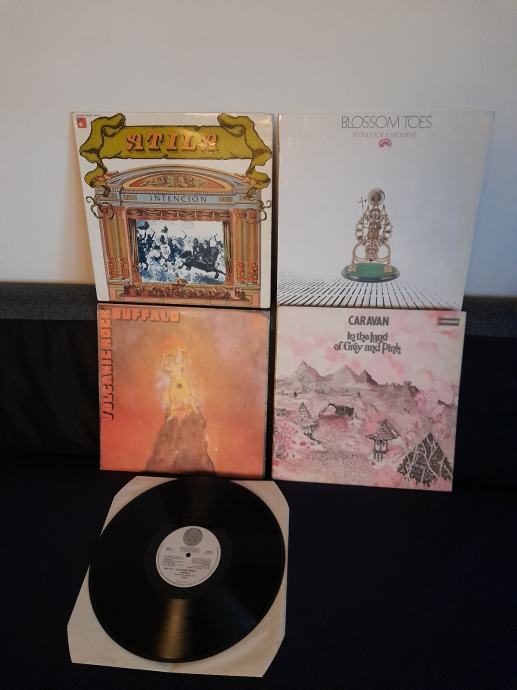 ATILA
INTENCION
BLOSSOM TOES
IF ONLY FOR A MOMENT
VOLCANIC ROCK
BUFFALO
CARAVAN
In the land
of Grey and Pink